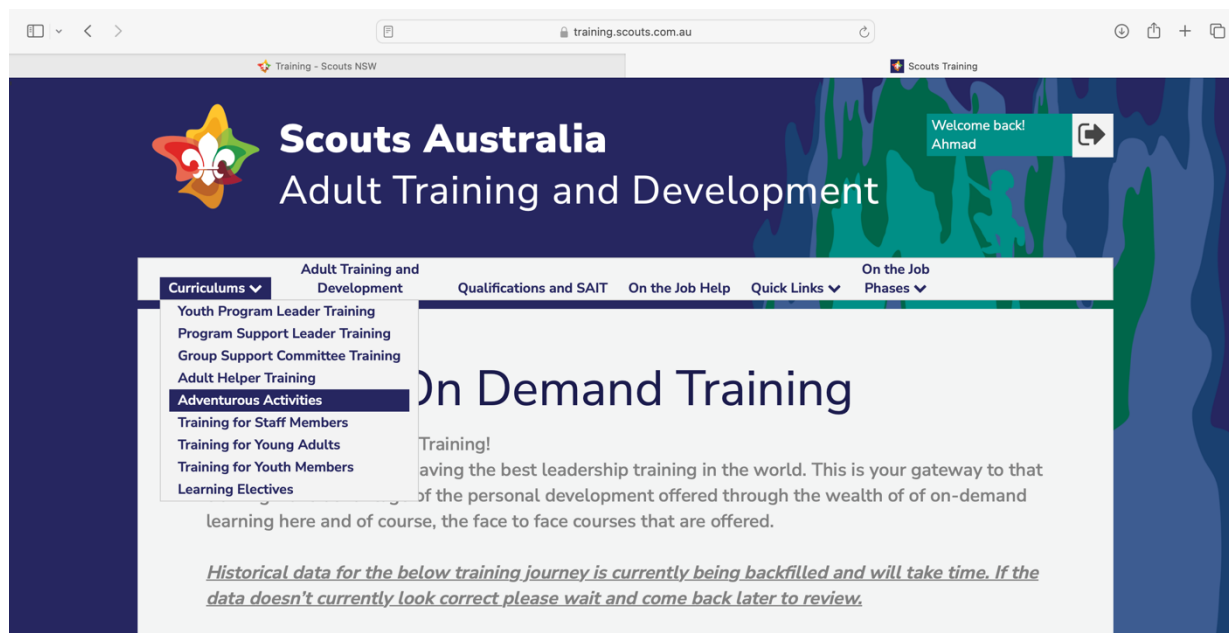 training.scouts.com.au
Training - Scouts NSW
Scouts Training
Scouts Australia
Adult Training and Development
Welcome back!
Ahmad
Curriculums
Adult Training and
Development
Qualifications and SAIT
On the Job Help
Quick Links
On the Job
Phases
Youth Program Leader Training
Program Support Leader Training
Group Support Committee Training
Adult Helper Training
Adventurous Activities
Training for Staff Members
Training for Young Adults
Training for Youth Members
Learning Electives
On Demand Training
Training!
aving the best leadership training in the world. This is your gateway to that
of the personal development offered through the wealth of of on-demand
learning here and of course, the face to face courses that are offered.
Historical data for the below training journey is currently being backfilled and will take time. If the
data doesn't currently look correct please wait and come back later to review.